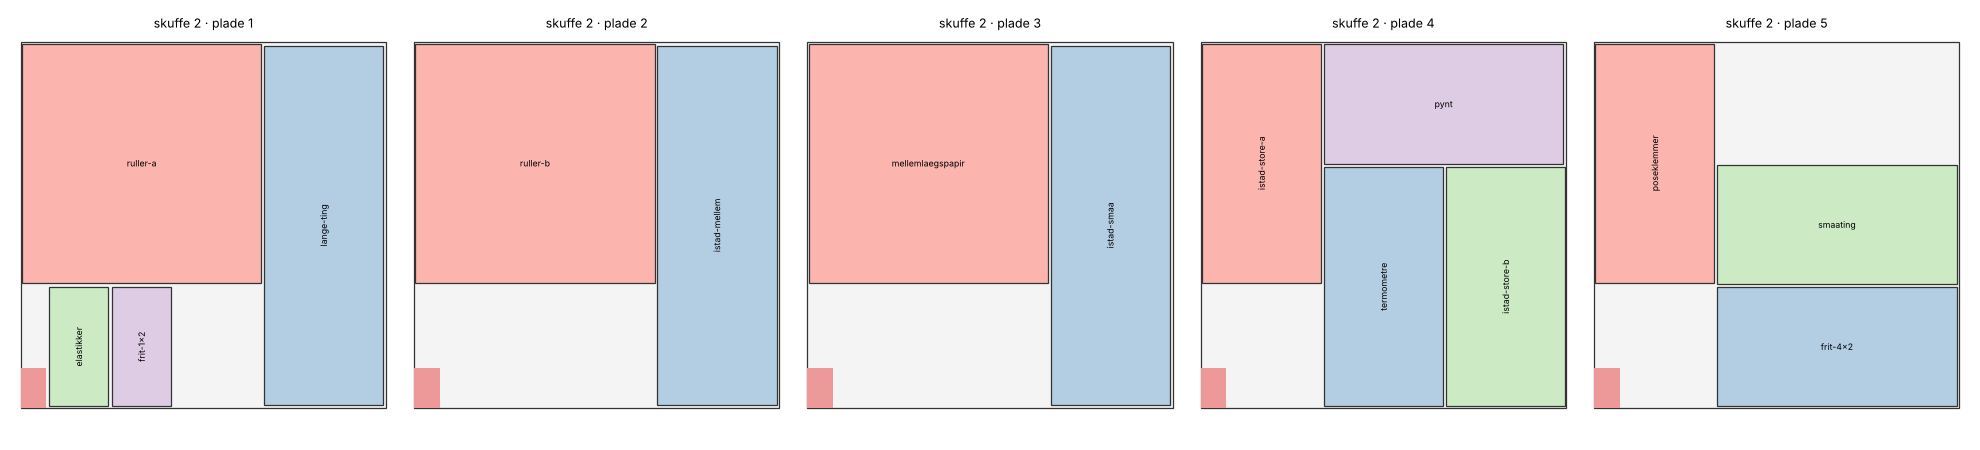 skuffe 2 · plade 1
ruller-a
lange-ting
elastikker
frit-1×2
skuffe 2 · plade 2
ruller-b
istad-mellem
skuffe 2 · plade 3
mellemlaegspapir
istad-smaa
skuffe 2 · plade 4
istad-store-a
pynt
termometre
istad-store-b
skuffe 2 · plade 5
poseklemmer
smaating
frit-4×2